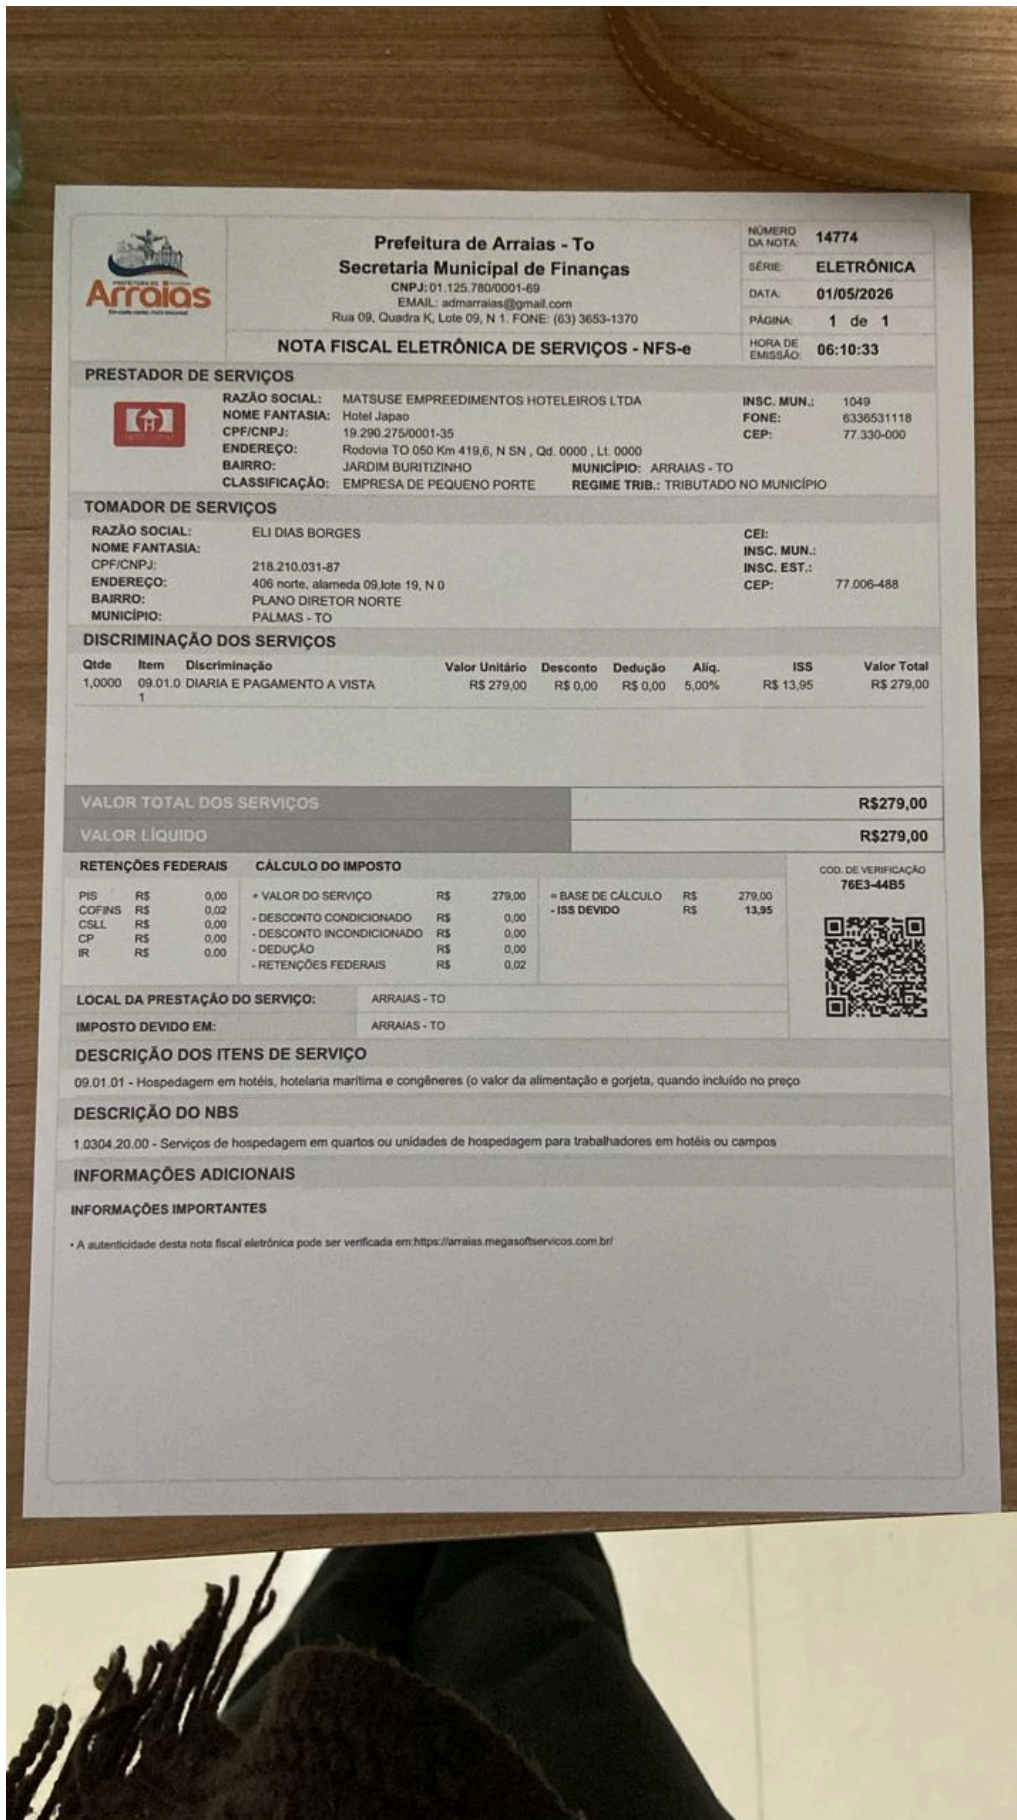 PREFEITURA DE
Arraias
Prefeitura de Arraias - To
Secretaria Municipal de Finanças
CNPJ: 01.125.780/0001-69
EMAIL: admarraias@gmail.com
Rua 09, Quadra K, Lote 09, N 1. FONE: (63) 3653-1370
NOTA FISCAL ELETRÔNICA DE SERVIÇOS - NFS-e
NÚMERO DA NOTA: 14774
SÉRIE: ELETRÔNICA
DATA: 01/05/2026
PÁGINA: 1 de 1
HORA DE EMISSÃO: 06:10:33
PRESTADOR DE SERVIÇOS
RAZÃO SOCIAL: MATSUSE EMPREEDIMENTOS HOTELEIROS LTDA INSC. MUN.: 1049
NOME FANTASIA: Hotel Japao FONE: 6336531118
CPF/CNPJ: 19.290.275/0001-35 CEP: 77.330-000
ENDEREÇO: Rodovia TO 050 Km 419,6, N SN , Qd. 0000 , Lt. 0000
BAIRRO: JARDIM BURITIZINHO MUNICÍPIO: ARRAIAS - TO
CLASSIFICAÇÃO: EMPRESA DE PEQUENO PORTE REGIME TRIB.: TRIBUTADO NO MUNICÍPIO
TOMADOR DE SERVIÇOS
RAZÃO SOCIAL: ELI DIAS BORGES CEI:
NOME FANTASIA: INSC. MUN.:
CPF/CNPJ: 218.210.031-87 INSC. EST.:
ENDEREÇO: 406 norte, alameda 09,lote 19, N 0 CEP: 77.006-488
BAIRRO: PLANO DIRETOR NORTE
MUNICÍPIO: PALMAS - TO
DISCRIMINAÇÃO DOS SERVIÇOS
Qtde Item Discriminação Valor Unitário Desconto Dedução Aliq. ISS Valor Total
1,0000 09.01.0 DIARIA E PAGAMENTO A VISTA R$ 279,00 R$ 0,00 R$ 0,00 5,00% R$ 13,95 R$ 279,00
1
VALOR TOTAL DOS SERVIÇOS R$279,00
VALOR LÍQUIDO R$279,00
RETENÇÕES FEDERAIS CÁLCULO DO IMPOSTO COD. DE VERIFICAÇÃO
76E3-44B5
PIS R$ 0,00 + VALOR DO SERVIÇO R$ 279,00 = BASE DE CÁLCULO R$ 279,00
COFINS R$ 0,02 - DESCONTO CONDICIONADO R$ 0,00 - ISS DEVIDO R$ 13,95
CSLL R$ 0,00 - DESCONTO INCONDICIONADO R$ 0,00
CP R$ 0,00 - DEDUÇÃO R$ 0,00
IR R$ 0,00 - RETENÇÕES FEDERAIS R$ 0,02
LOCAL DA PRESTAÇÃO DO SERVIÇO: ARRAIAS - TO
IMPOSTO DEVIDO EM: ARRAIAS - TO
DESCRIÇÃO DOS ITENS DE SERVIÇO
09.01.01 - Hospedagem em hotéis, hotelaria marítima e congêneres (o valor da alimentação e gorjeta, quando incluído no preço
DESCRIÇÃO DO NBS
1.0304.20.00 - Serviços de hospedagem em quartos ou unidades de hospedagem para trabalhadores em hotéis ou campos
INFORMAÇÕES ADICIONAIS
INFORMAÇÕES IMPORTANTES
• A autenticidade desta nota fiscal eletrônica pode ser verificada em:https://arraias.megasoftservicos.com.br/